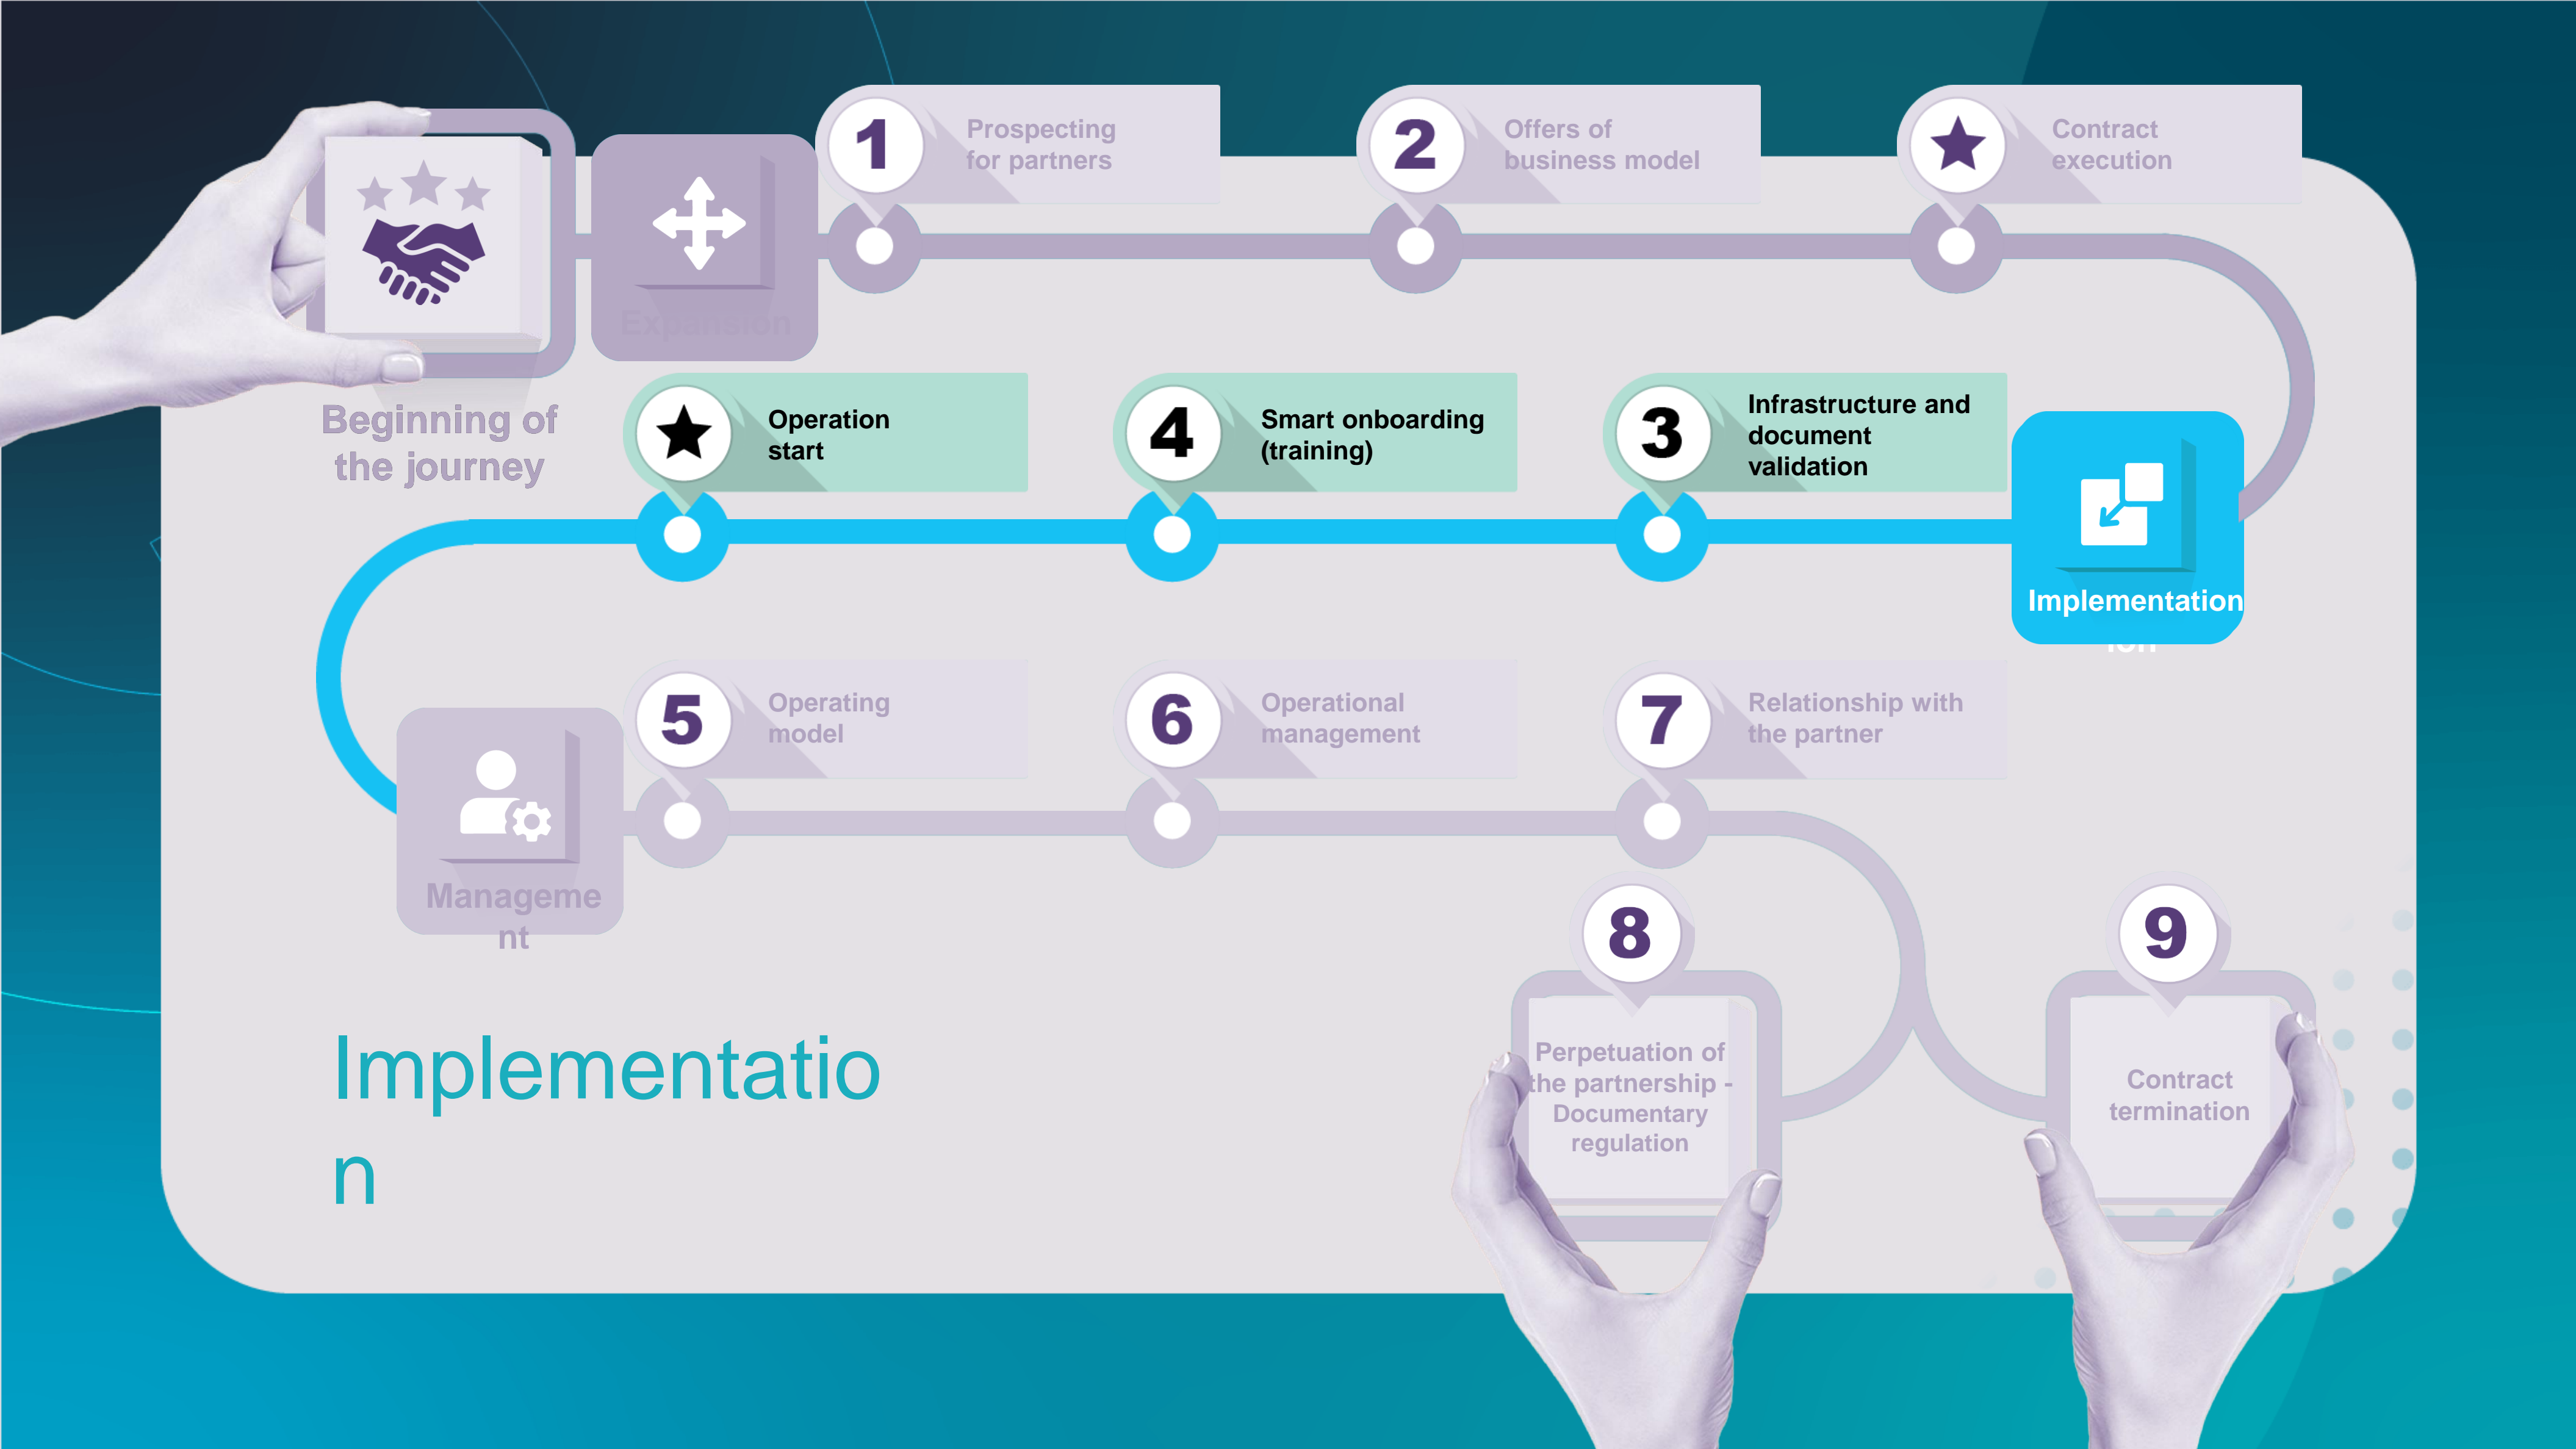 1
Prospecting
for partners
2
Offers of
business model
Contract
execution
Expansion
Beginning of
the journey
Operation
start
4
Smart onboarding
(training)
3
Infrastructure and
document
validation
Implementation
ion
5
Operating
model
6
Operational
management
7
Relationship with
the partner
Manageme
nt
8
Perpetuation of
the partnership -
Documentary
regulation
9
Contract
termination
Implementatio
n